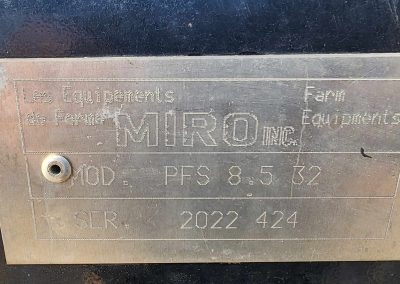 Les Equipements Farm
de Ferme MIRO INC. Equipments
MOD. PFS 8.5 32
SER. 2022 424